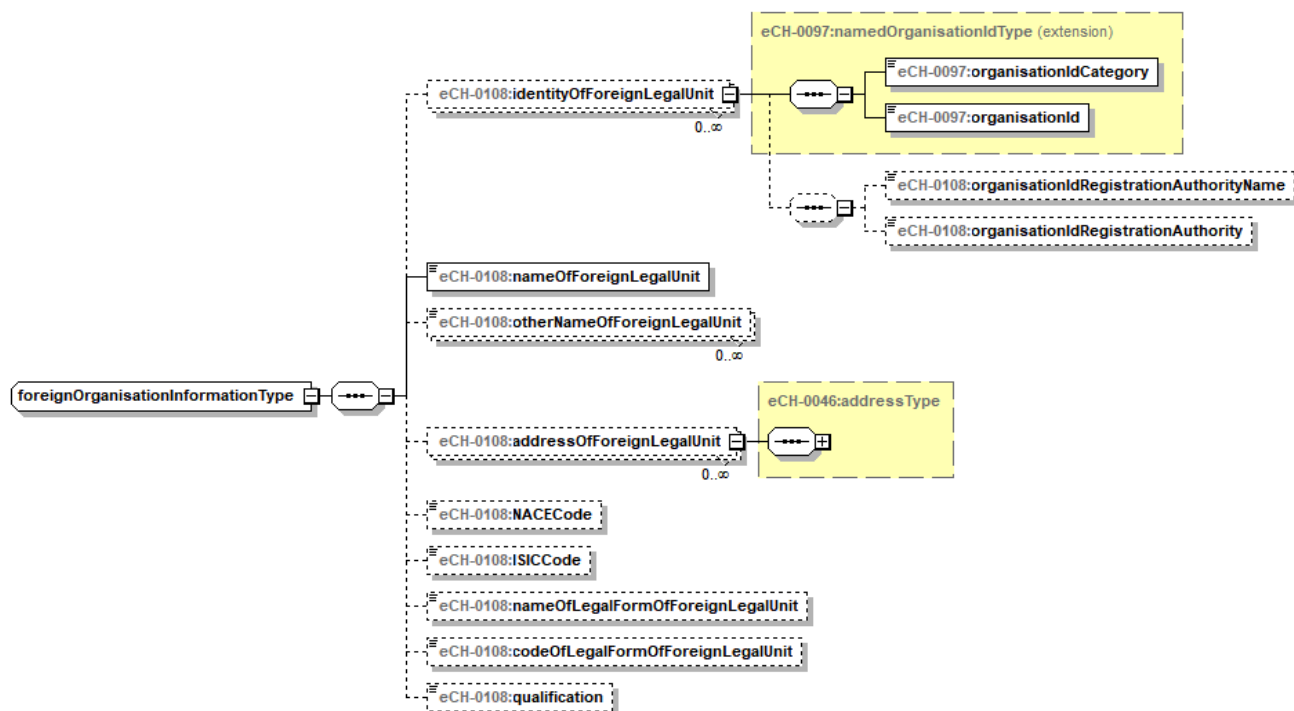 eCH-0097:namedOrganisationIdType (extension)
eCH-0097:organisationIdCategory
eCH-0108:identityOfForeignLegalUnit
0..∞
eCH-0097:organisationId
eCH-0108:organisationIdRegistrationAuthorityName
eCH-0108:organisationIdRegistrationAuthority
eCH-0108:nameOfForeignLegalUnit
eCH-0108:otherNameOfForeignLegalUnit
0..∞
foreignOrganisationInformationType
eCH-0046:addressType
eCH-0108:addressOfForeignLegalUnit
0..∞
eCH-0108:NACECode
eCH-0108:ISICCode
eCH-0108:nameOfLegalFormOfForeignLegalUnit
eCH-0108:codeOfLegalFormOfForeignLegalUnit
eCH-0108:qualification